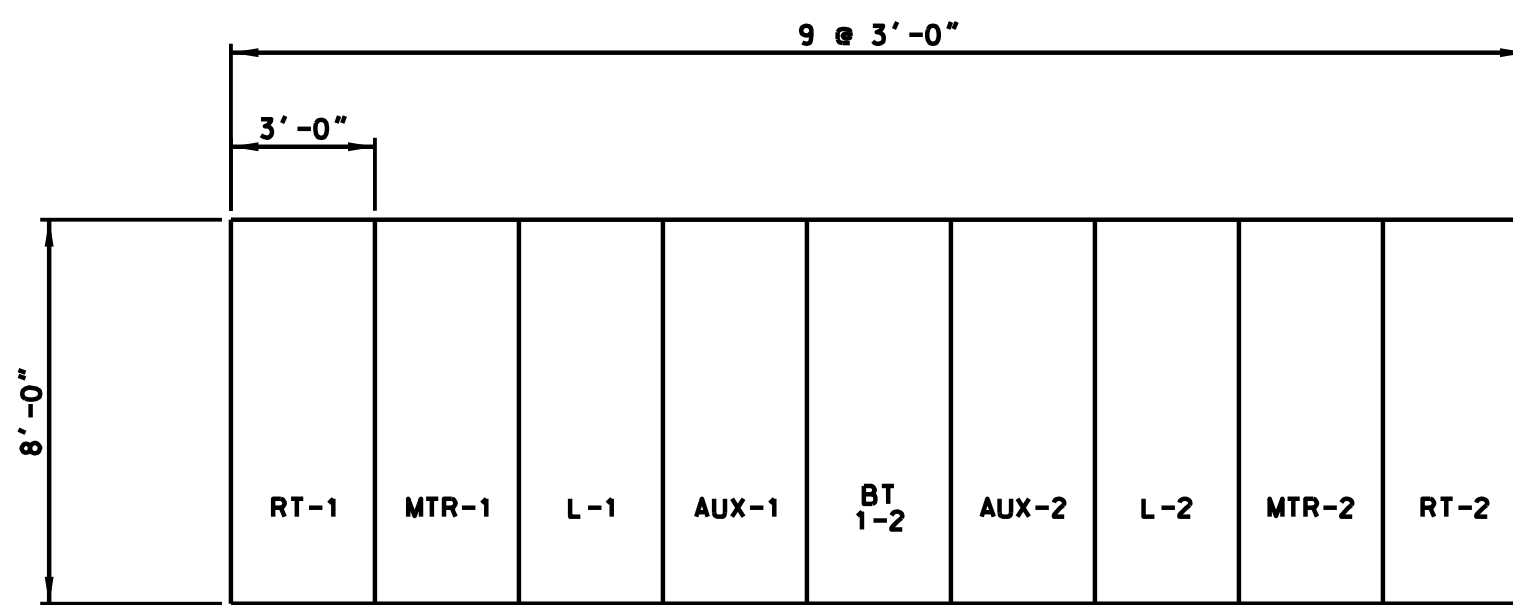 9 @ 3'-0"
3'-0"
8'-0"
RT-1
MTR-1
L-1
AUX-1
BT
1-2
AUX-2
L-2
MTR-2
RT-2